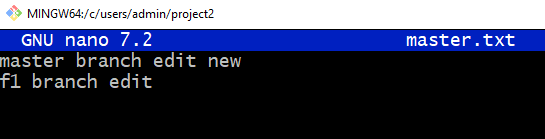 MINGW64:/c/users/admin/project2
GNU nano 7.2 master.txt
master branch edit new
f1 branch edit